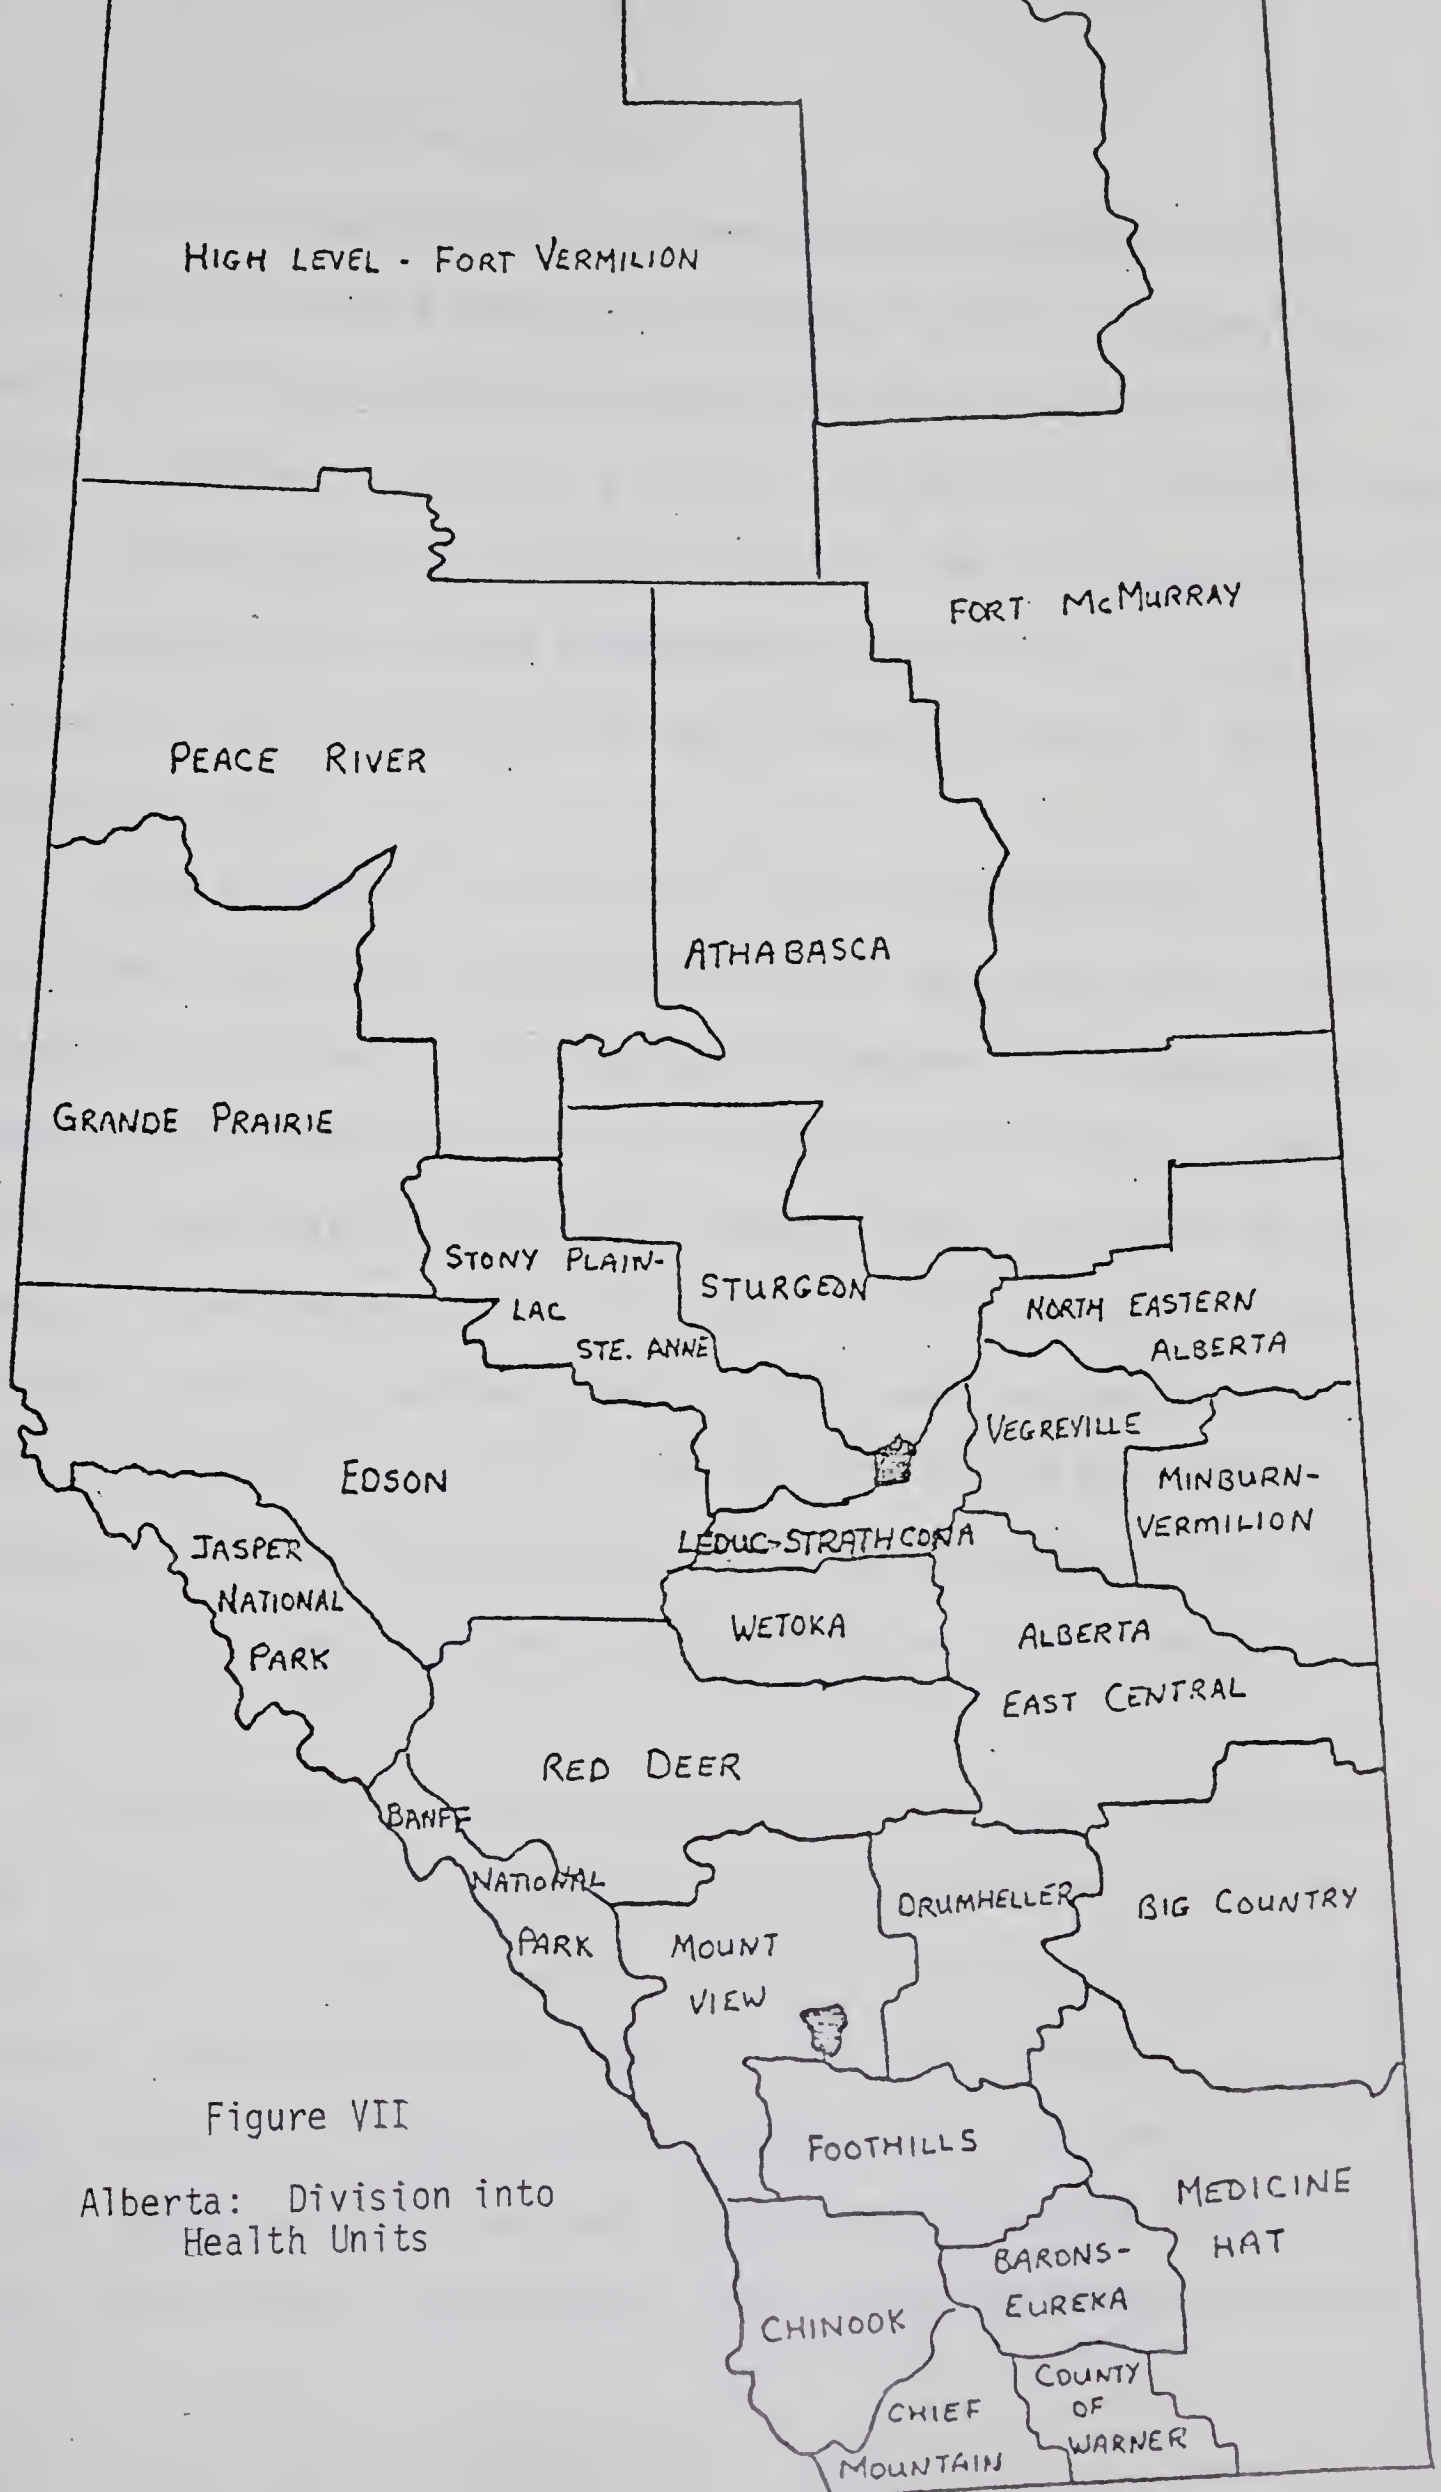 HIGH LEVEL - FORT VERMILION
FORT McMURRAY
PEACE RIVER
ATHABASCA
GRANDE PRAIRIE
STONY PLAIN-
LAC
STE. ANNE
STURGEON
NORTH EASTERN
ALBERTA
VEGREVILLE
MINBURN-
VERMILION
EDSON
JASPER
NATIONAL
PARK
LEDUC-STRATHCONA
WETOKA
ALBERTA
EAST CENTRAL
RED DEER
BANFF
NATIONAL
PARK
MOUNT
VIEW
DRUMHELLER
BIG COUNTRY
FOOTHILLS
MEDICINE
HAT
BARONS-
EUREKA
CHINOOK
CHIEF
MOUNTAIN
COUNTY
OF
WARNER
Figure VII
Alberta: Division into
Health Units